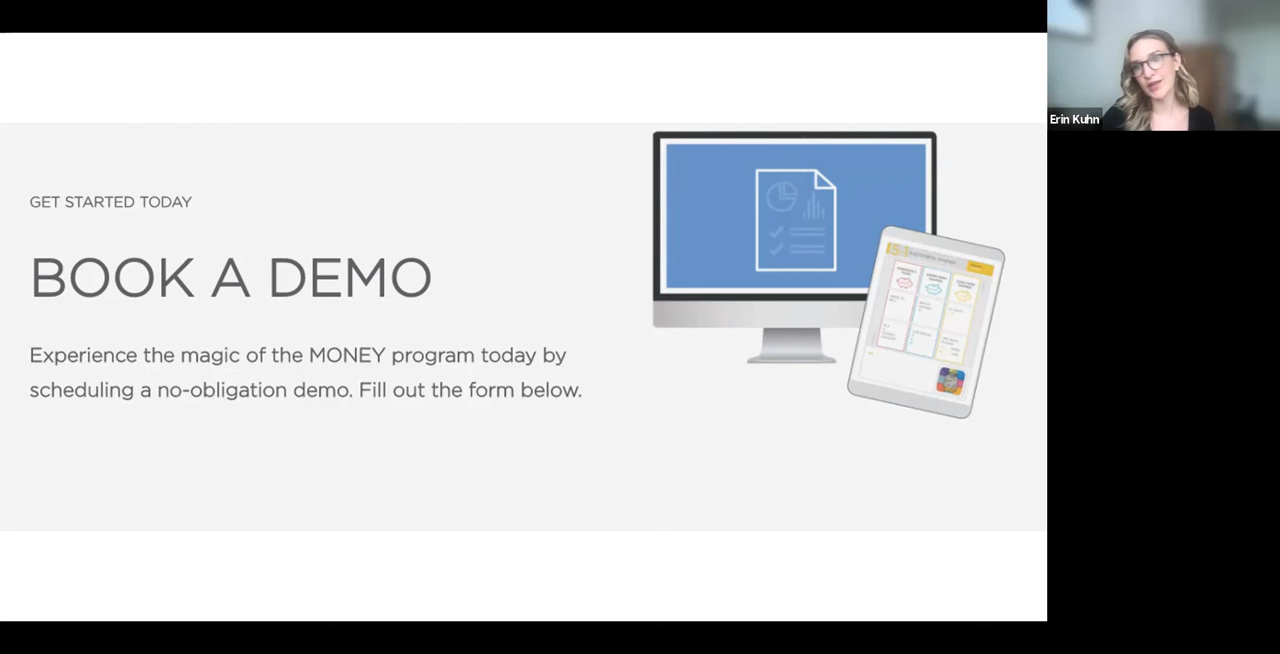 GET STARTED TODAY
BOOK A DEMO
Experience the magic of the MONEY program today by
scheduling a no-obligation demo. Fill out the form below.
5
Erin Kuhn